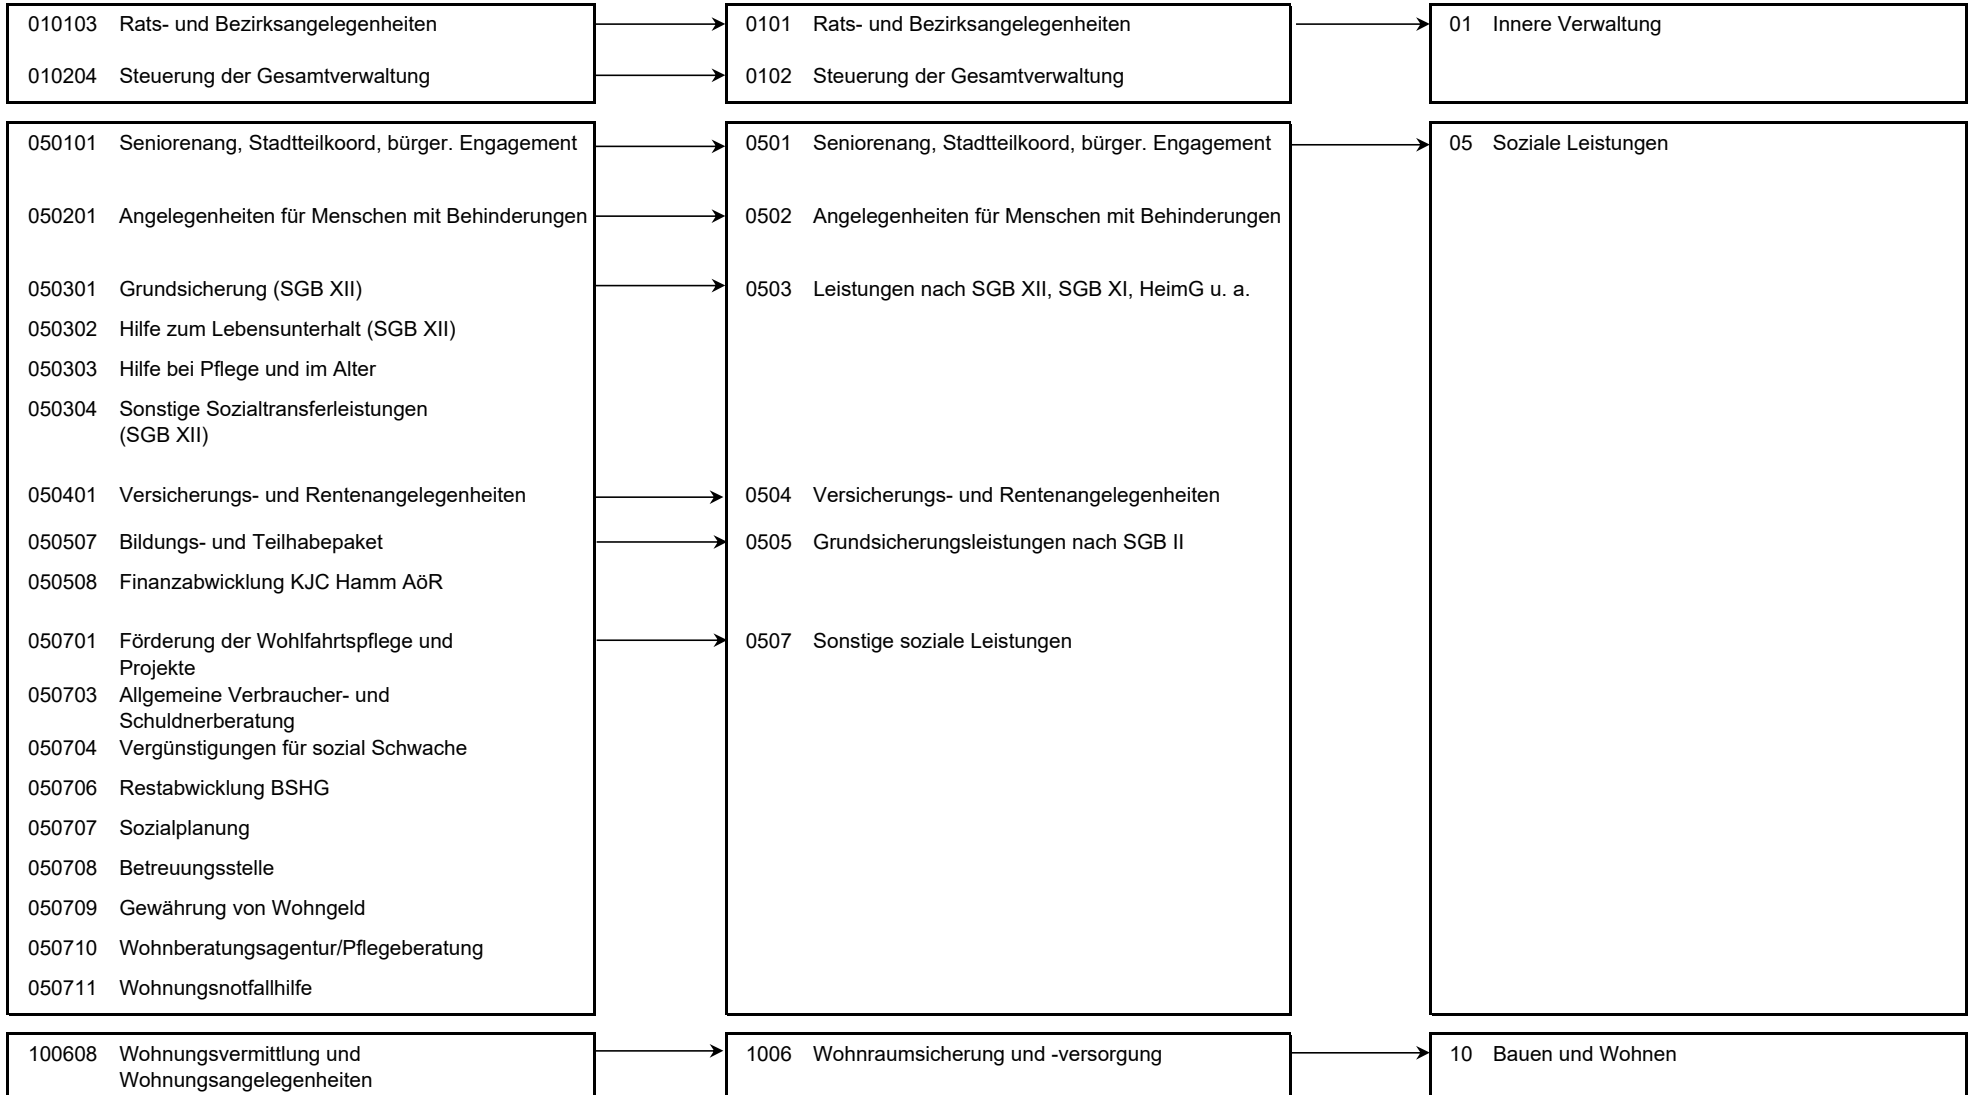 010103 Rats- und Bezirksangelegenheiten 0101 Rats- und Bezirksangelegenheiten 01 Innere Verwaltung
010204 Steuerung der Gesamtverwaltung 0102 Steuerung der Gesamtverwaltung
050101 Seniorenang, Stadtteilkoord, bürger. Engagement 0501 Seniorenang, Stadtteilkoord, bürger. Engagement 05 Soziale Leistungen
050201 Angelegenheiten für Menschen mit Behinderungen 0502 Angelegenheiten für Menschen mit Behinderungen
050301 Grundsicherung (SGB XII) 0503 Leistungen nach SGB XII, SGB XI, HeimG u. a.
050302 Hilfe zum Lebensunterhalt (SGB XII)
050303 Hilfe bei Pflege und im Alter
050304 Sonstige Sozialtransferleistungen
(SGB XII)
050401 Versicherungs- und Rentenangelegenheiten 0504 Versicherungs- und Rentenangelegenheiten
050507 Bildungs- und Teilhabepaket 0505 Grundsicherungsleistungen nach SGB II
050508 Finanzabwicklung KJC Hamm AöR
050701 Förderung der Wohlfahrtspflege und 0507 Sonstige soziale Leistungen
Projekte
050703 Allgemeine Verbraucher- und
Schuldnerberatung
050704 Vergünstigungen für sozial Schwache
050706 Restabwicklung BSHG
050707 Sozialplanung
050708 Betreuungsstelle
050709 Gewährung von Wohngeld
050710 Wohnberatungsagentur/Pflegeberatung
050711 Wohnungsnotfallhilfe
100608 Wohnungsvermittlung und 1006 Wohnraumsicherung und -versorgung 10 Bauen und Wohnen
Wohnungsangelegenheiten